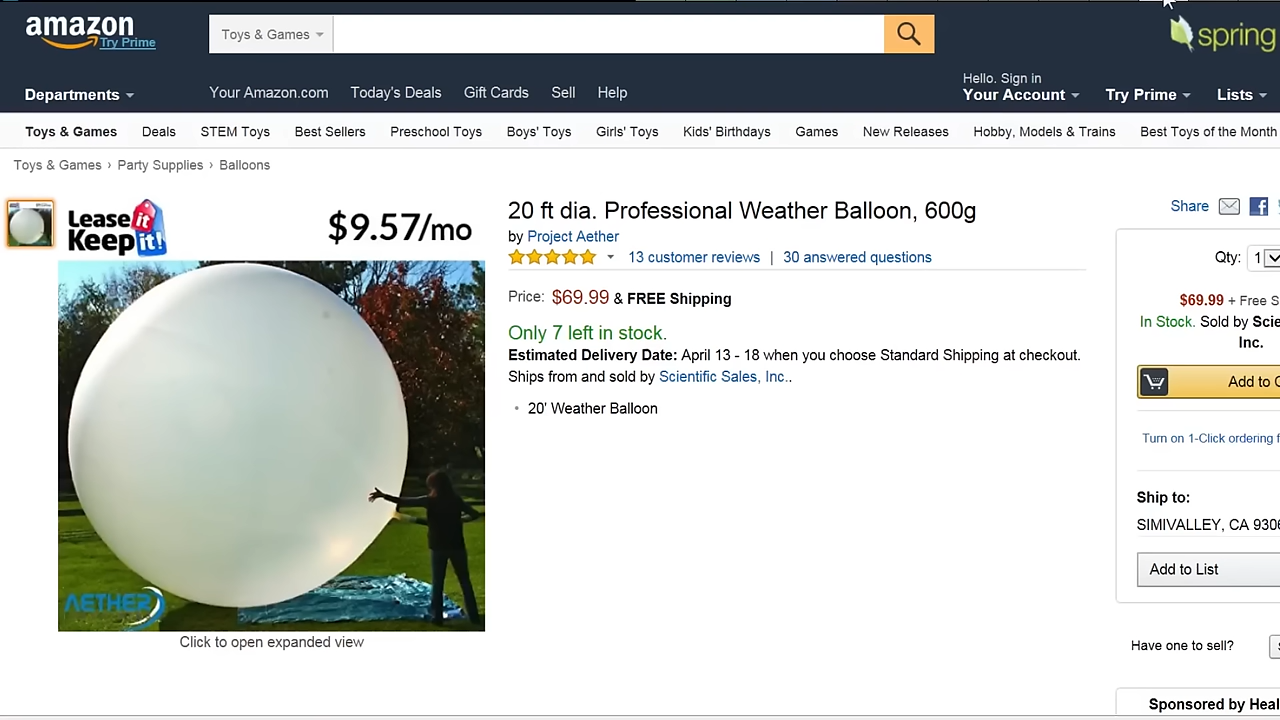 amazon
Try Prime
Toys & Games
spring
Departments
Your Amazon.com Today's Deals Gift Cards Sell Help
Hello. Sign in
Your Account
Try Prime
Lists
Toys & Games Deals STEM Toys Best Sellers Preschool Toys Boys' Toys Girls' Toys Kids' Birthdays Games New Releases Hobby, Models & Trains Best Toys of the Month
Toys & Games › Party Supplies › Balloons
Lease it
Keep it!
$9.57/mo
AETHER
Click to open expanded view
20 ft dia. Professional Weather Balloon, 600g
by Project Aether
13 customer reviews | 30 answered questions
Price: $69.99 & FREE Shipping
Only 7 left in stock.
Estimated Delivery Date: April 13 - 18 when you choose Standard Shipping at checkout.
Ships from and sold by Scientific Sales, Inc..
• 20' Weather Balloon
Share
Qty: 1
$69.99 + Free
In Stock. Sold by
Inc.
Add to
Turn on 1-Click ordering
Ship to:
SIMIVALLEY, CA
Add to List
Have one to sell?
Sponsored by